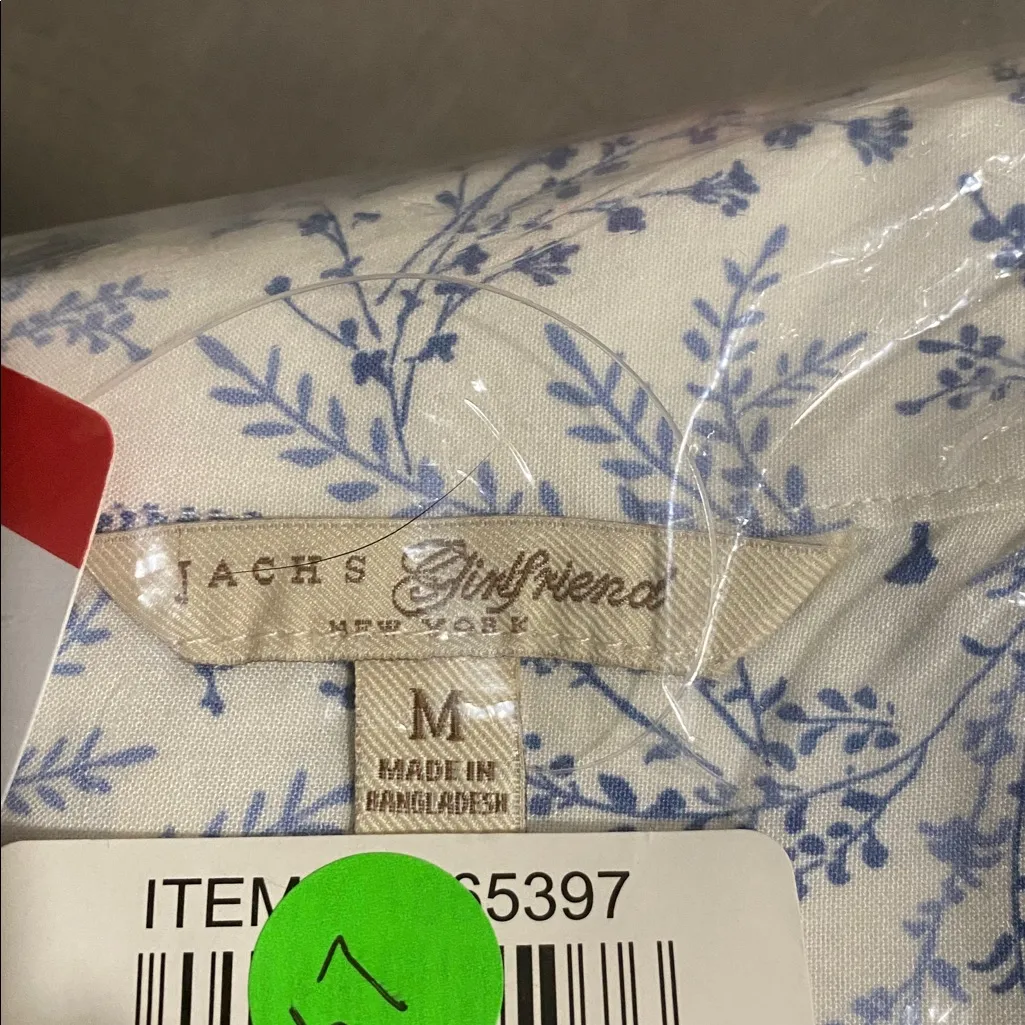 JACHS Girlfriend
NEW YORK
M
MADE IN
BANGLADESH
ITEM 65397